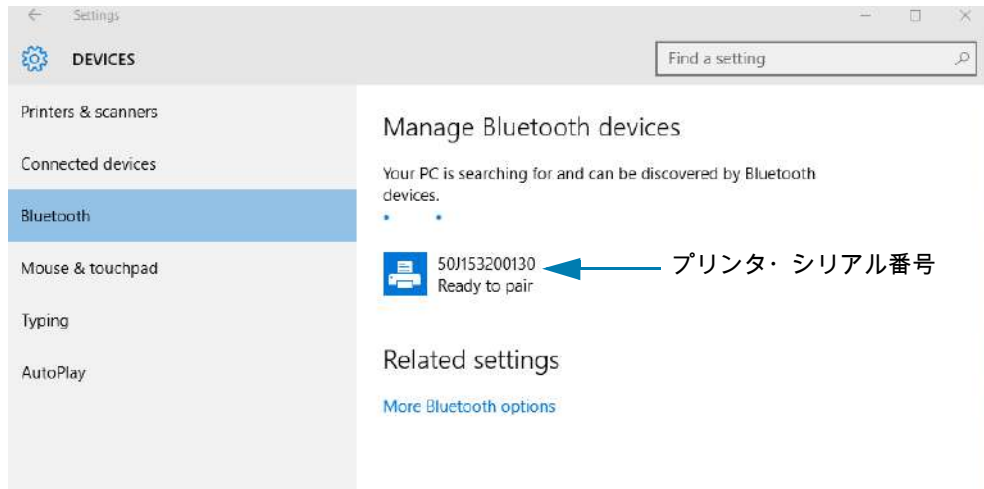 Settings
DEVICES
Find a setting
Printers & scanners
Connected devices
Bluetooth
Mouse & touchpad
Typing
AutoPlay
Manage Bluetooth devices
Your PC is searching for and can be discovered by Bluetooth
devices.
50J153200130
Ready to pair
プリンタ・シリアル番号
Related settings
More Bluetooth options